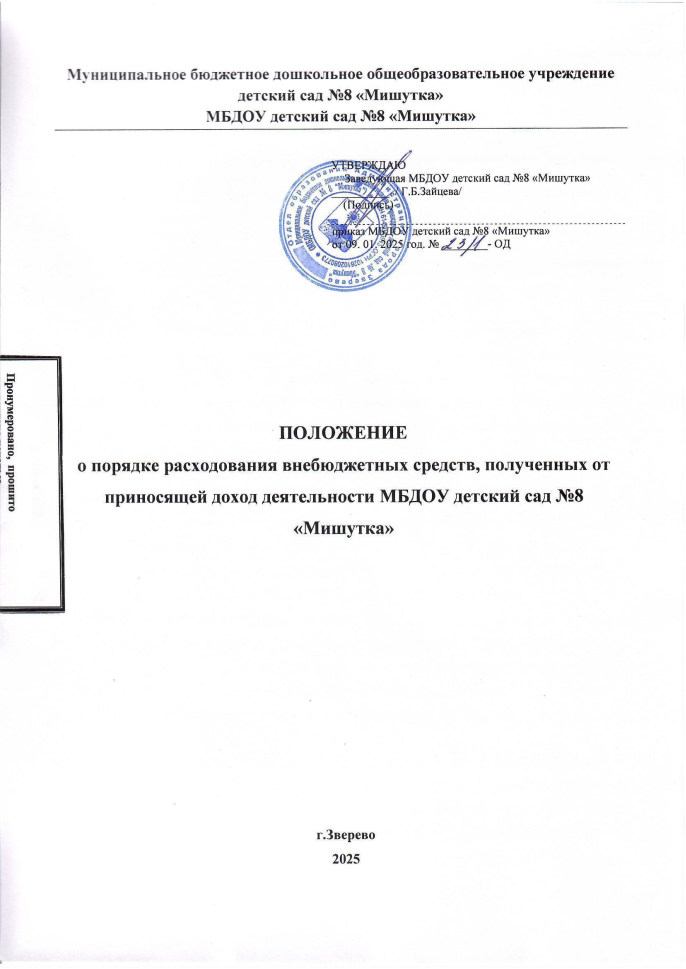 Муниципальное бюджетное дошкольное общеобразовательное учреждение
детский сад №8 «Мишутка»
МБДОУ детский сад №8 «Мишутка»
УТВЕРЖДАЮ
Заведующая МБДОУ детский сад №8 «Мишутка»
/ Г.Б.Зайцева/
(Подпись)
приказ МБДОУ детский сад №8 «Мишутка»
от 09. 01. 2025 год. № 23/1 - ОД
Пронумеровано, прошито
ПОЛОЖЕНИЕ
о порядке расходования внебюджетных средств, полученных от
приносящей доход деятельности МБДОУ детский сад №8
«Мишутка»
г.Зверево
2025